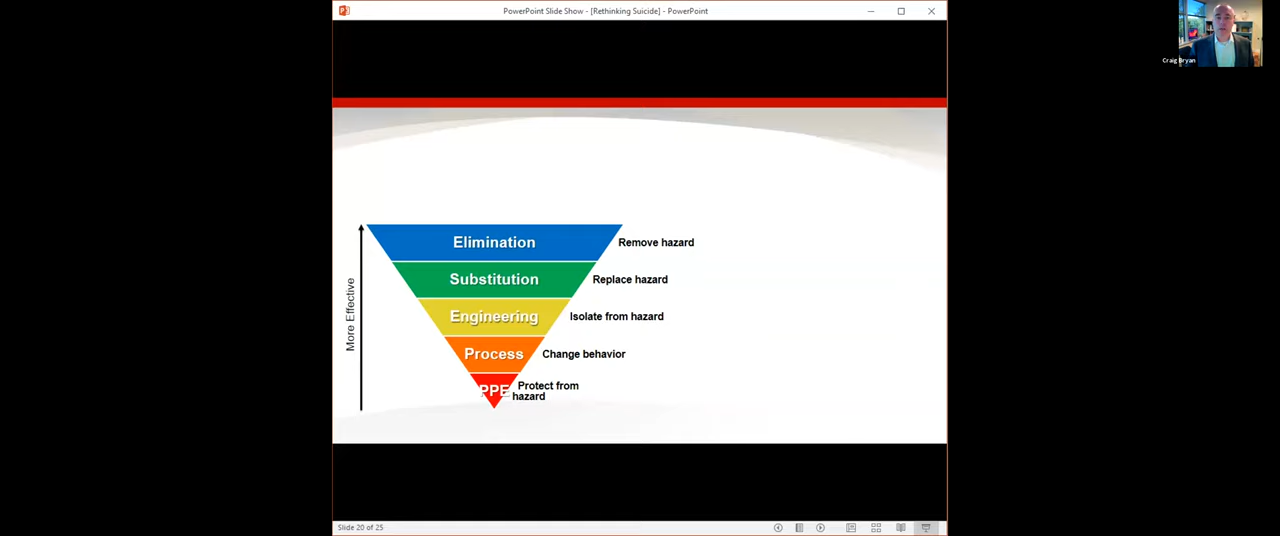 PowerPoint Slide Show - [Rethinking Suicide] - PowerPoint
Craig Bryan
More Effective
Elimination
Remove hazard
Substitution
Replace hazard
Engineering
Isolate from hazard
Process
Change behavior
PPE
Protect from
hazard
Slide 20 of 25